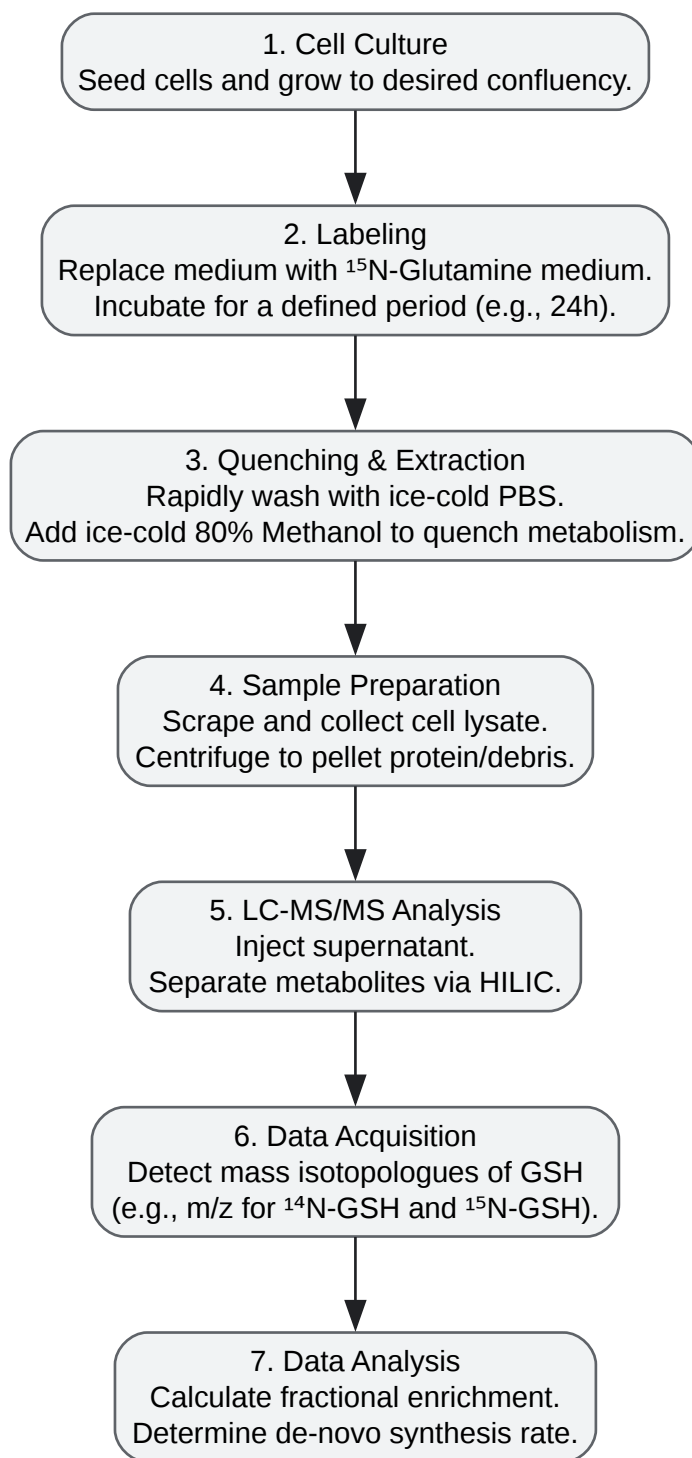 1. Cell Culture
Seed cells and grow to desired confluency.
2. Labeling
Replace medium with ¹⁵N-Glutamine medium.
Incubate for a defined period (e.g., 24h).
3. Quenching & Extraction
Rapidly wash with ice-cold PBS.
Add ice-cold 80% Methanol to quench metabolism.
4. Sample Preparation
Scrape and collect cell lysate.
Centrifuge to pellet protein/debris.
5. LC-MS/MS Analysis
Inject supernatant.
Separate metabolites via HILIC.
6. Data Acquisition
Detect mass isotopologues of GSH
(e.g., m/z for ¹⁴N-GSH and ¹⁵N-GSH).
7. Data Analysis
Calculate fractional enrichment.
Determine de-novo synthesis rate.